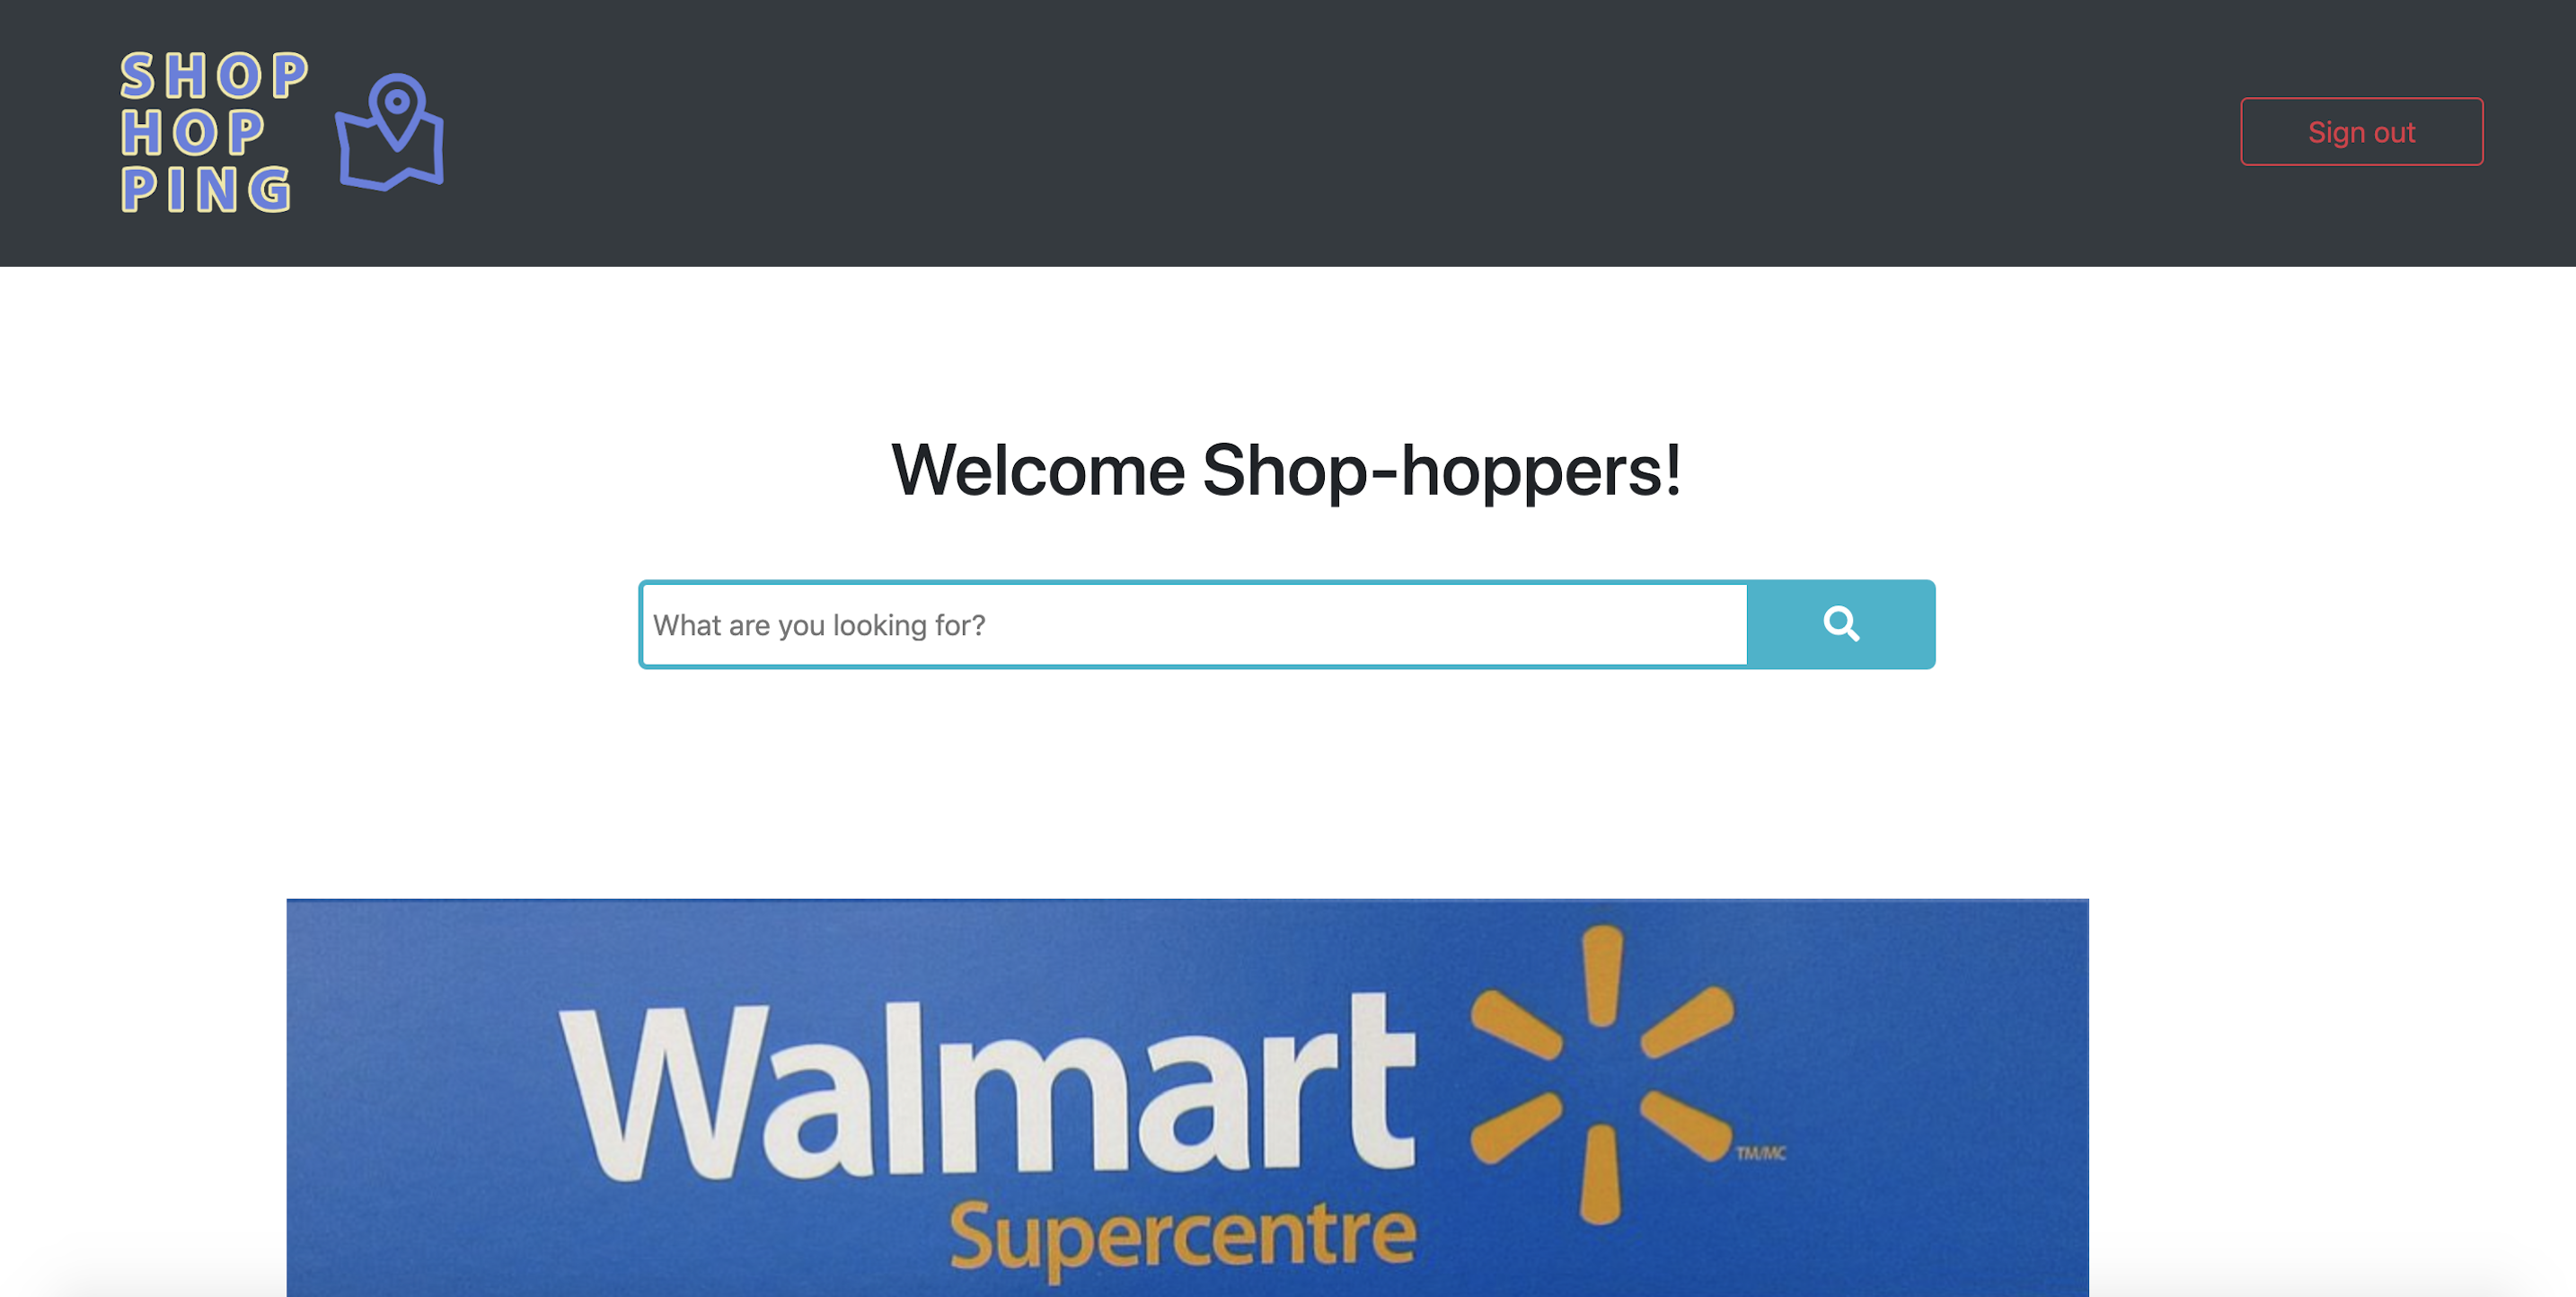 SHOP
HOP
PING
Sign out
Welcome Shop-hoppers!
What are you looking for?
Walmart
TM/MC
Supercentre